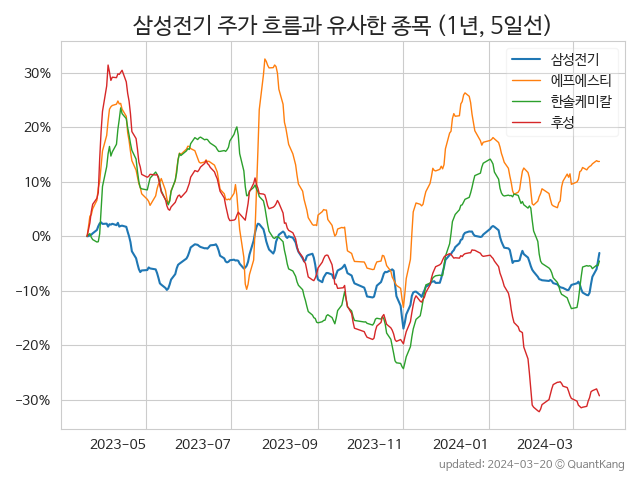 삼성전기 주가 흐름과 유사한 종목 (1년, 5일선)
삼성전기
에프에스티
한솔케미칼
후성
30%
20%
10%
0%
−10%
−20%
−30%
2023−05
2023−07
2023−09
2023−11
2024−01
2024−03
updated: 2024−03−20 © QuantKang